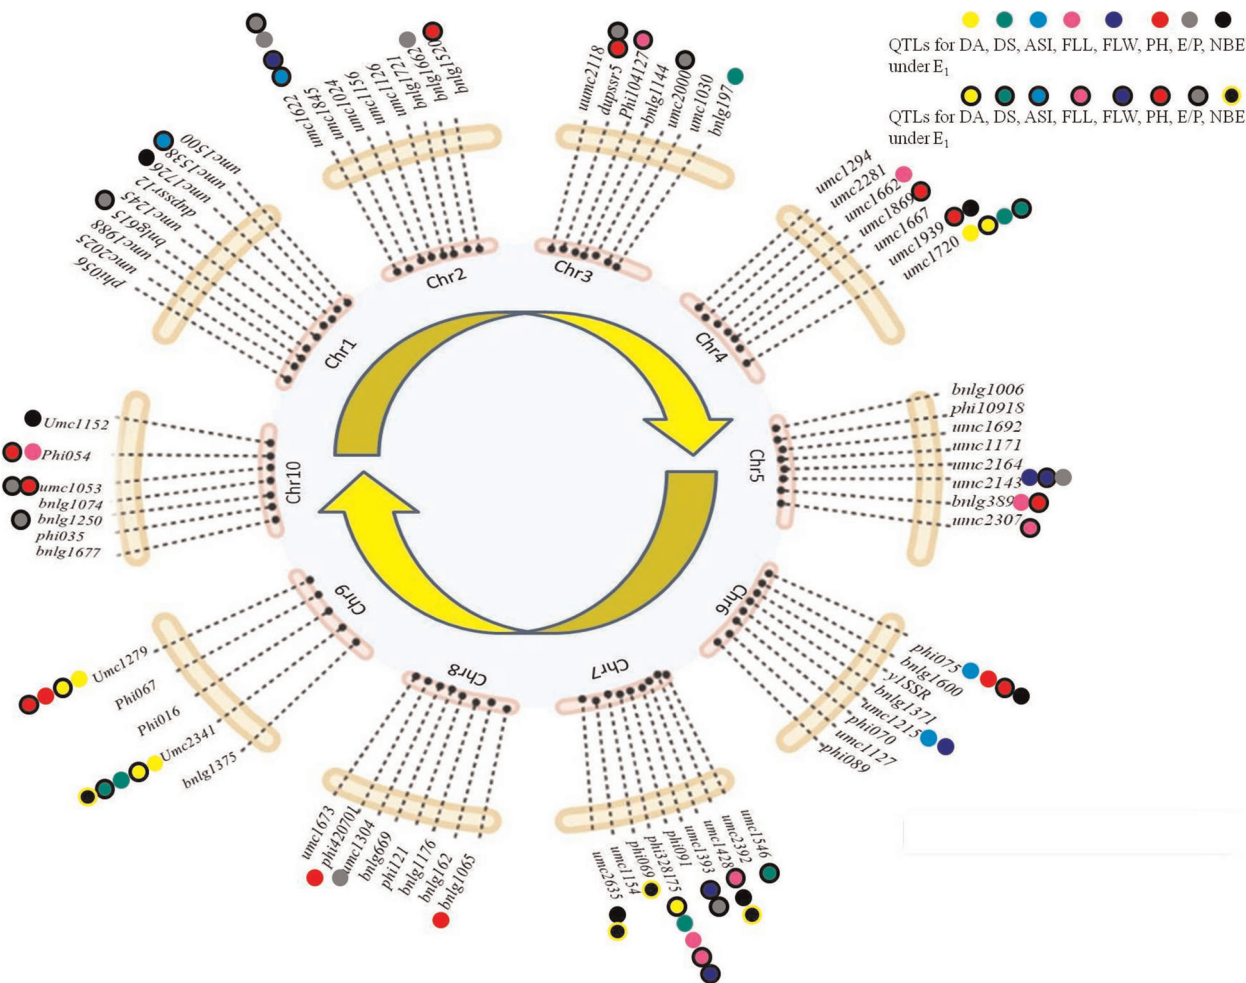 QTLs for DA, DS, ASI, FLL, FLW, PH, E/P, NBE
under E1
QTLs for DA, DS, ASI, FLL, FLW, PH, E/P, NBE
under E1
Chr1
umc1500
umc1538
umc1726
dupssr12
umc1245
bnlg615
umc1988
umc2025
phi056
Chr2
umc1622
umc1845
umc1024
umc1156
umc1126
bnlg1721
bnlg1662
bnlg1520
Chr3
umc2118
dupssr5
Phi104127
bnlg1144
umc2000
umc1030
bnlg197
Chr4
umc1294
umc2281
umc1662
umc1869
umc1667
umc1939
umc1720
Chr5
bnlg1006
phi10918
umc1692
umc1171
umc2164
umc2143
bnlg389
umc2307
Chr6
phi075
bnlg1600
y1SSR
bnlg1371
umc1215
phi070
umc1127
phi089
Chr7
umc1546
umc2392
umc1428
umc1393
phi091
phi328175
phi069
umc1154
umc2635
Chr8
umc1673
phi42070L
umc1304
bnlg669
phi121
bnlg1176
bnlg162
bnlg1065
Chr9
Umc1279
Phi067
Phi016
Umc2341
bnlg1375
Chr10
Umc1152
Phi054
umc1053
bnlg1074
bnlg1250
phi035
bnlg1677